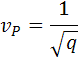 v_P = 1/√q